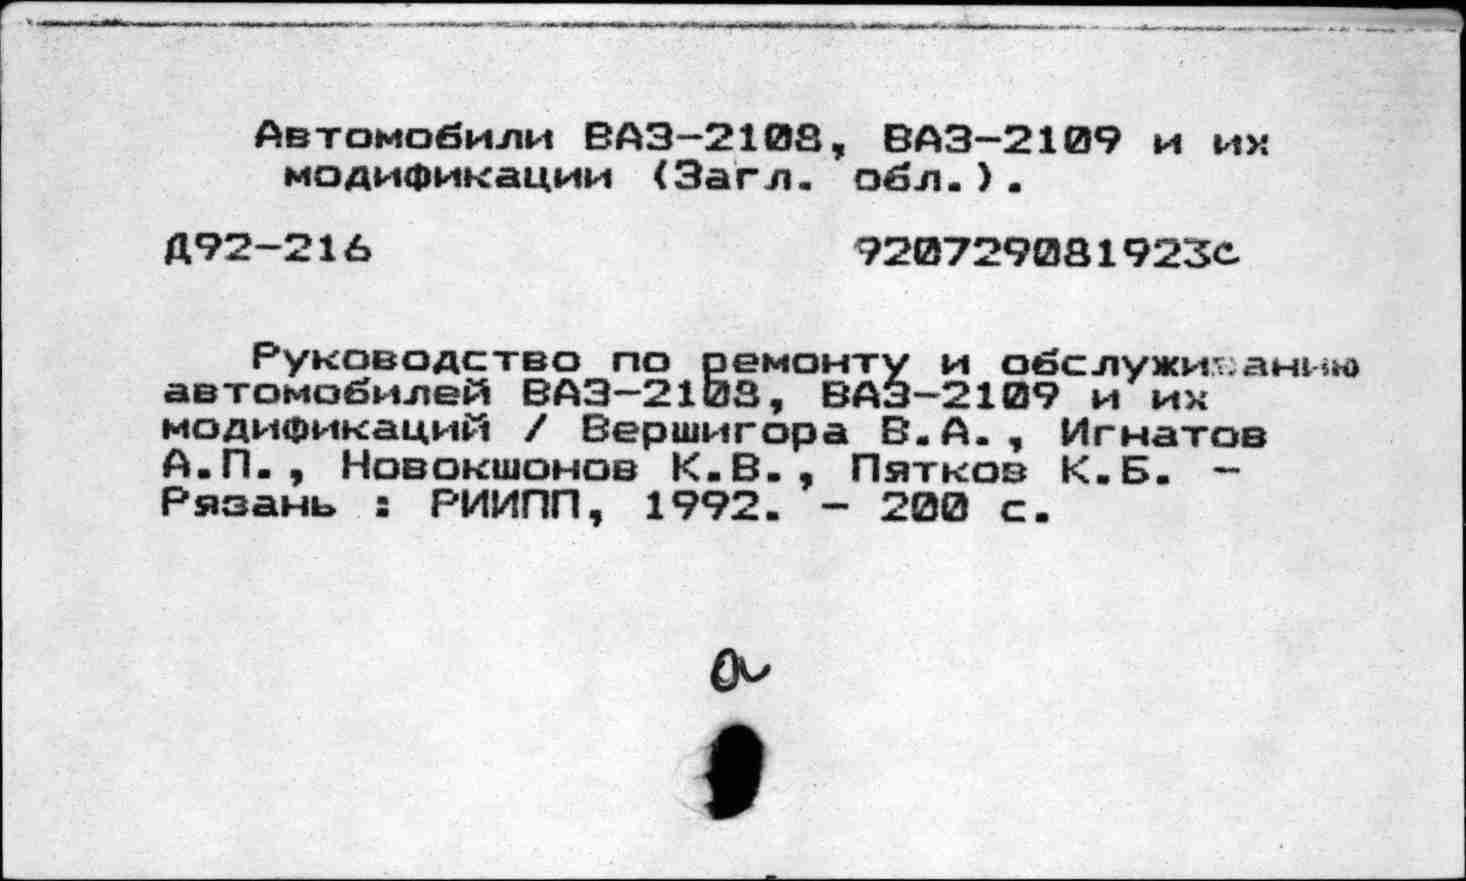 Автомобили ВАЗ-2108, ВАЗ-2109 и их
модификации (Загл. обл.).
Д92-216 920729081923с
Руководство по ремонту и обслуживанию
автомобилей ВАЗ-2108, ВАЗ-2109 и их
модификаций / Вершигора В.А., Игнатов
А.П., Новокшонов К.В., Пятков К.Б. -
Рязань : РИИПП, 1992. - 200 с.